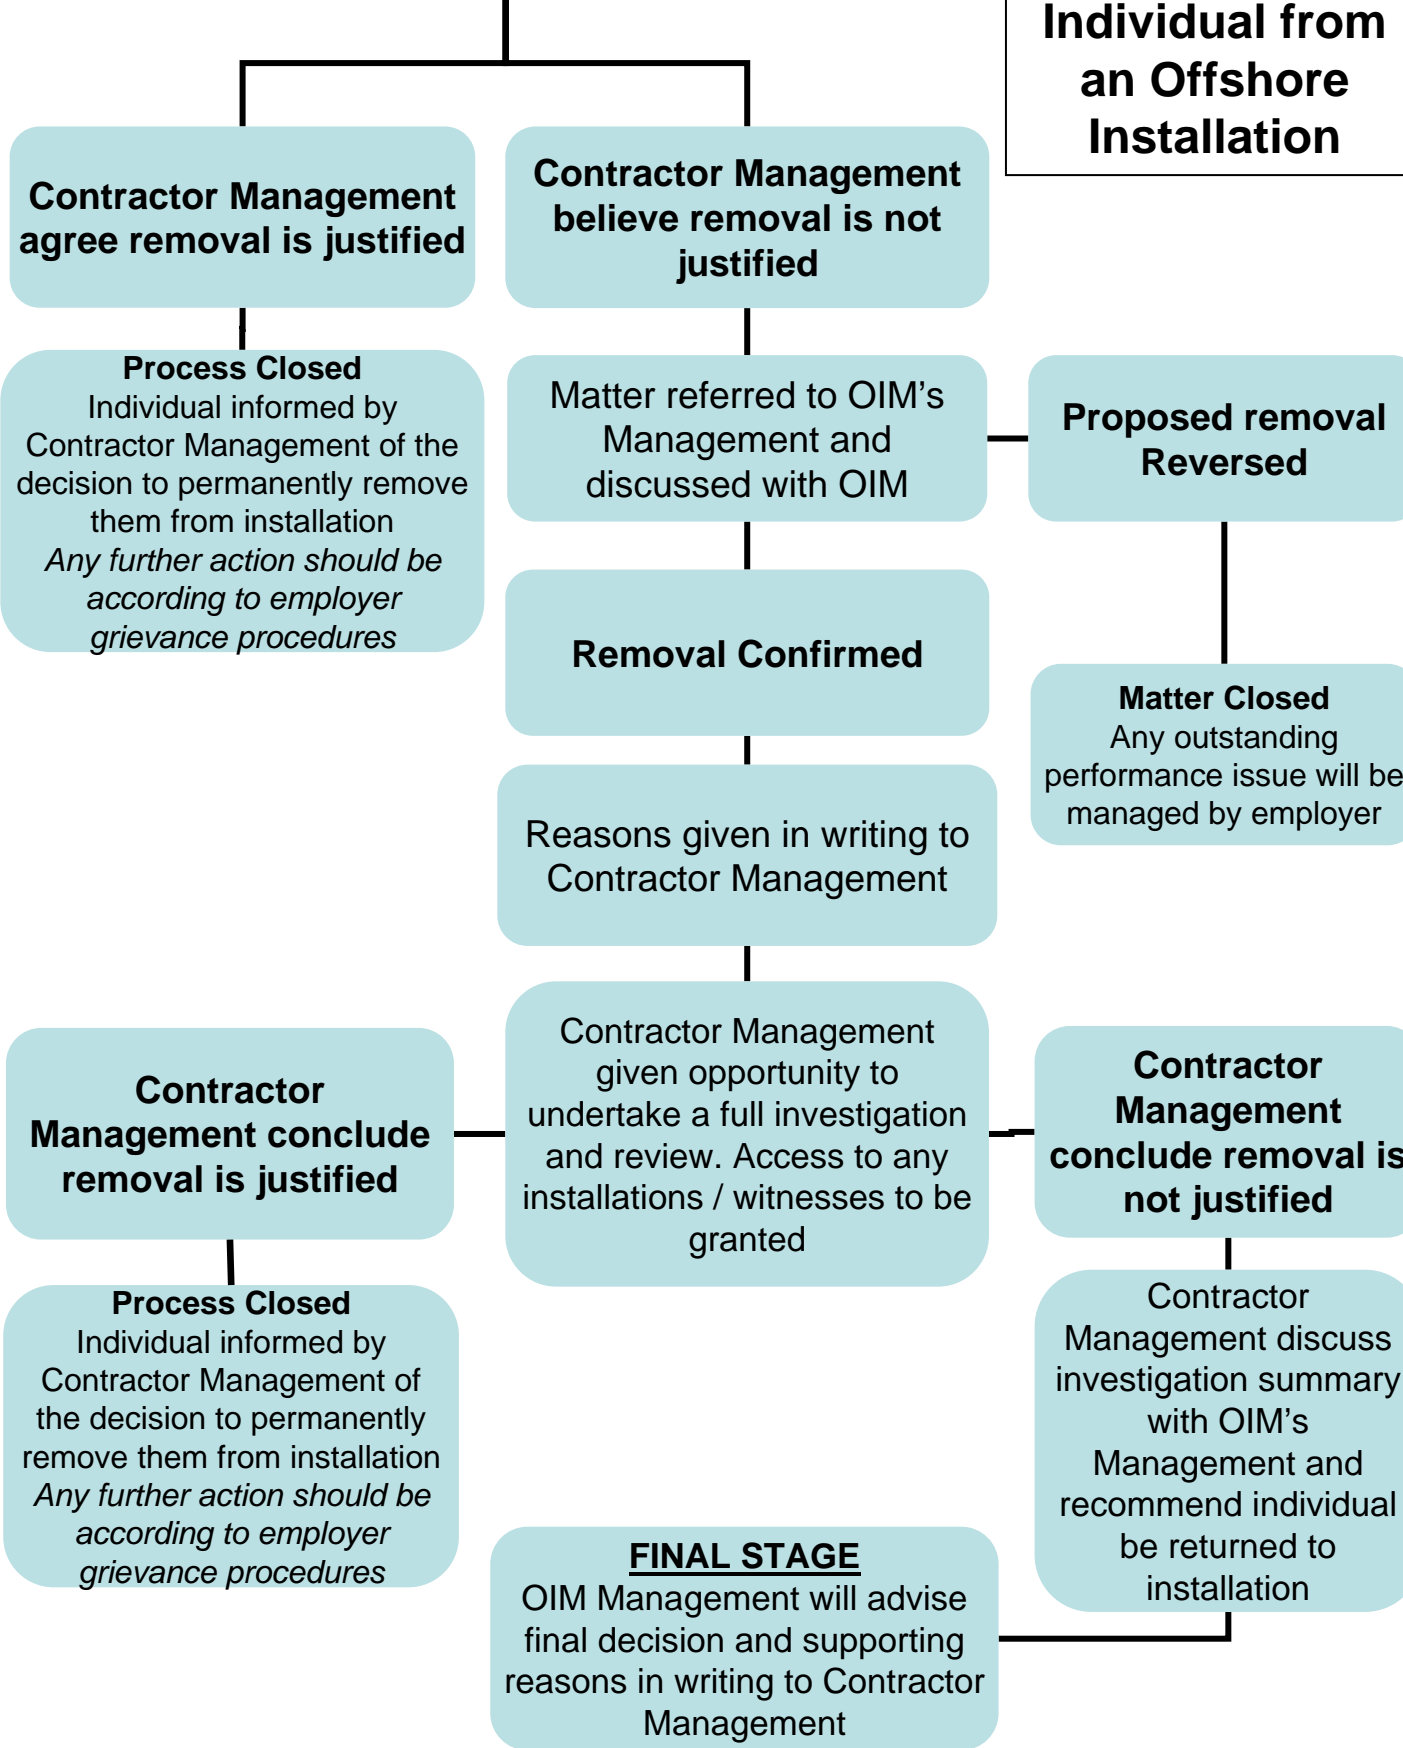 Individual from
an Offshore
Installation
Contractor Management
agree removal is justified
Contractor Management
believe removal is not
justified
Process Closed
Individual informed by
Contractor Management of the
decision to permanently remove
them from installation
Any further action should be
according to employer
grievance procedures
Matter referred to OIM’s
Management and
discussed with OIM
Proposed removal
Reversed
Removal Confirmed
Matter Closed
Any outstanding
performance issue will be
managed by employer
Reasons given in writing to
Contractor Management
Contractor
Management conclude
removal is justified
Contractor Management
given opportunity to
undertake a full investigation
and review. Access to any
installations / witnesses to be
granted
Contractor
Management
conclude removal is
not justified
Process Closed
Individual informed by
Contractor Management of
the decision to permanently
remove them from installation
Any further action should be
according to employer
grievance procedures
Contractor
Management discuss
investigation summary
with OIM’s
Management and
recommend individual
be returned to
installation
FINAL STAGE
OIM Management will advise
final decision and supporting
reasons in writing to Contractor
Management